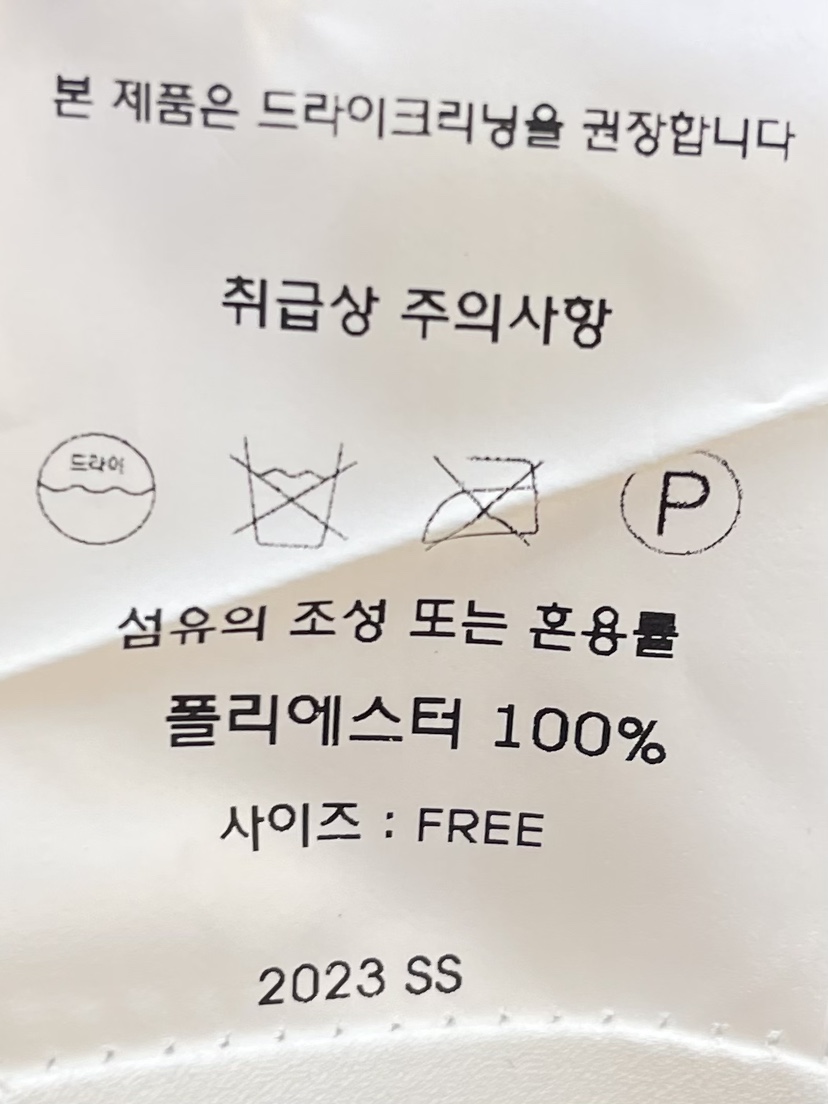 본 제품은 드라이크리닝을 권장합니다
취급상 주의사항
드라이
P
섬유의 조성 또는 혼용률
폴리에스터 100%
사이즈 : FREE
2023 SS